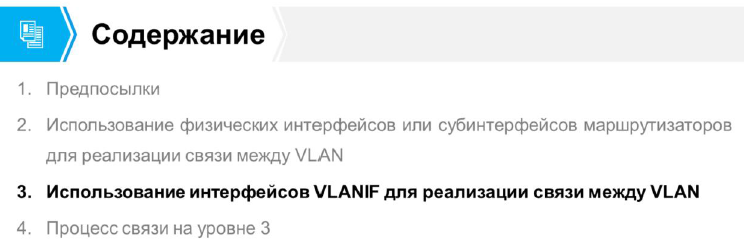 Содержание
1. Предпосылки
2. Использование физических интерфейсов или субинтерфейсов маршрутизаторов
для реализации связи между VLAN
3. Использование интерфейсов VLANIF для реализации связи между VLAN
4. Процесс связи на уровне 3